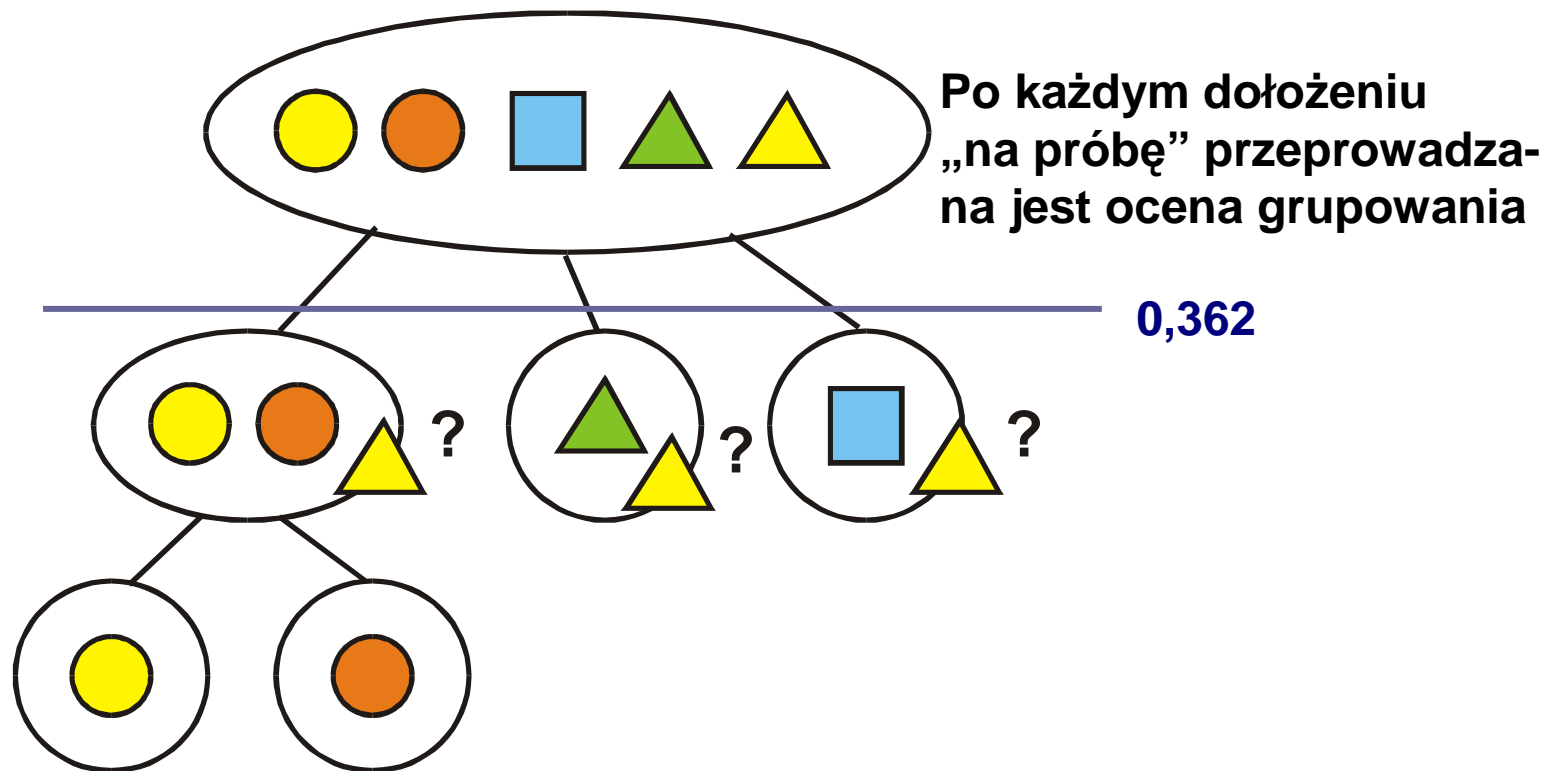 Po każdym dołożeniu
„na próbę” przeprowadza-
na jest ocena grupowania
0,362
? ? ?